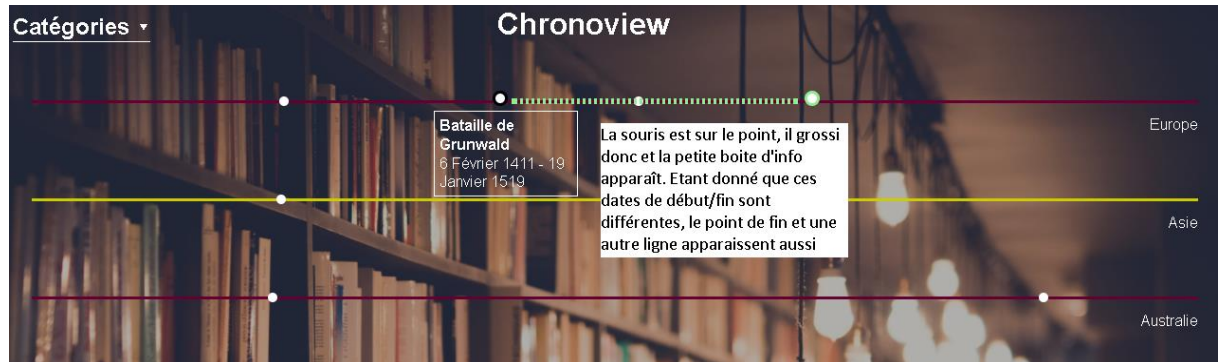 Catégories
Chronoview
Europe
Bataille de
Grunwald
6 Février 1411 - 19
Janvier 1519
La souris est sur le point, il grossi
donc et la petite boite d'info
apparaît. Etant donné que ces
dates de début/fin sont
différentes, le point de fin et une
autre ligne apparaissent aussi
Asie
Australie